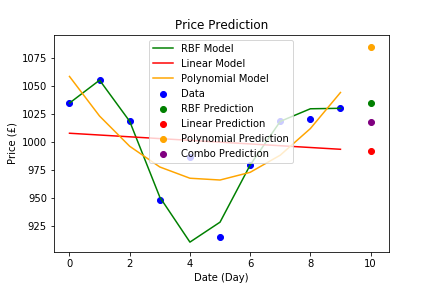 Price Prediction
RBF Model
Linear Model
Polynomial Model
Data
RBF Prediction
Linear Prediction
Polynomial Prediction
Combo Prediction
Price (£)
1075
1050
1025
1000
975
950
925
0 2 4 6 8 10
Date (Day)